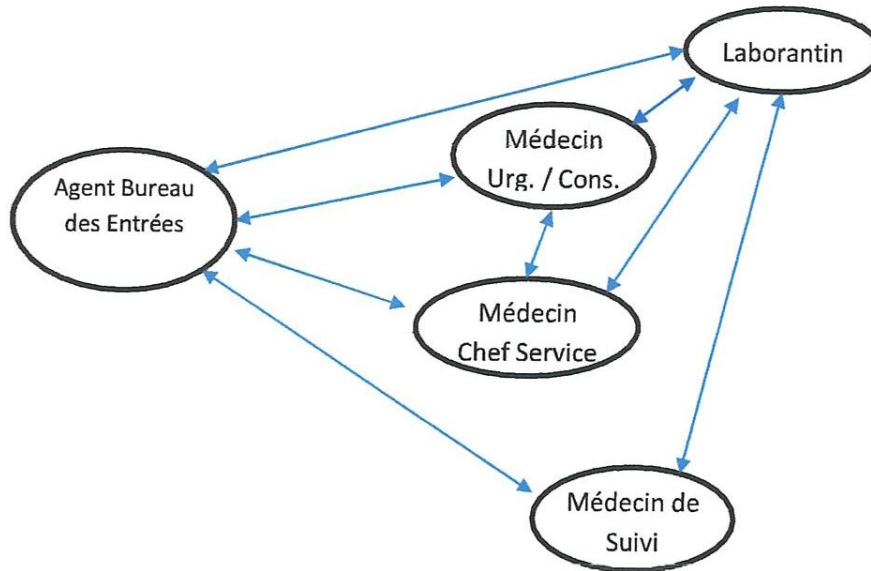 Laborantin
Médecin
Urg. / Cons.
Agent Bureau
des Entrées
Médecin
Chef Service
Médecin de
Suivi